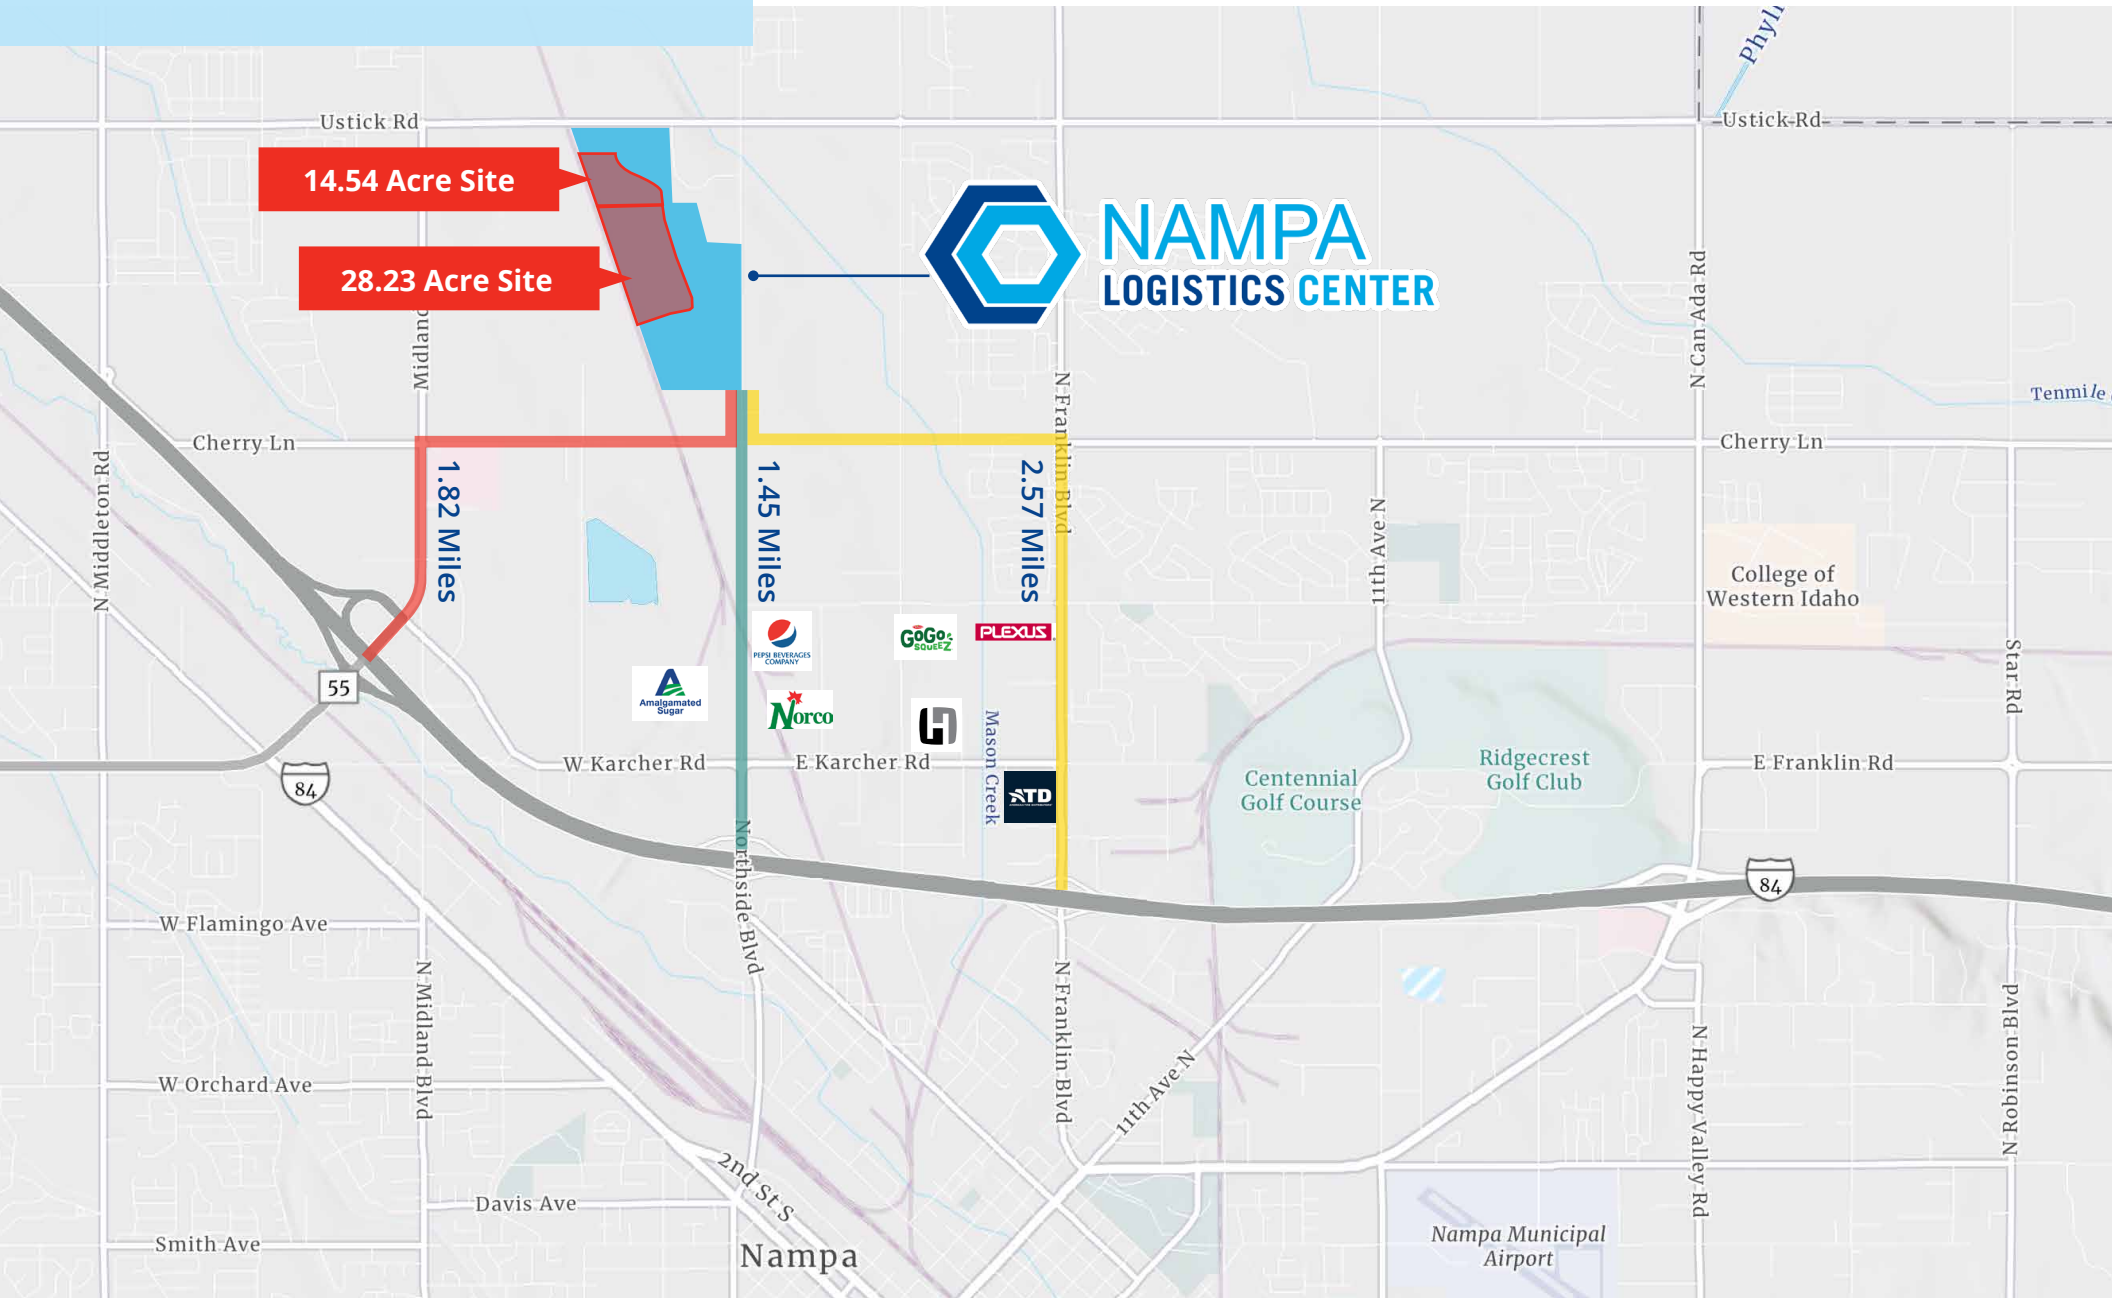 Phyll
Ustick Rd
Ustick Rd
14.54 Acre Site
28.23 Acre Site
NAMPA
LOGISTICS CENTER
Midland
N Can Ada Rd
Tenmile
N Franklin Blvd
Cherry Ln
Cherry Ln
N Middleton Rd
1.82 Miles
1.45 Miles
2.57 Miles
11th Ave N
College of
Western Idaho
PEPSI BEVERAGES
COMPANY
GoGo
SQUEEZ
PLEXUS
Star Rd
55
Amalgamated
Sugar
Norco
Mason Creek
W Karcher Rd
E Karcher Rd
Ridgecrest
Golf Club
E Franklin Rd
Centennial
Golf Course
84
ATD
Northside Blvd
84
W Flamingo Ave
N Midland Blvd
N Franklin Blvd
N Happy Valley Rd
N Robinson Blvd
W Orchard Ave
11th Ave N
2nd St S
Davis Ave
Smith Ave
Nampa
Nampa Municipal
Airport